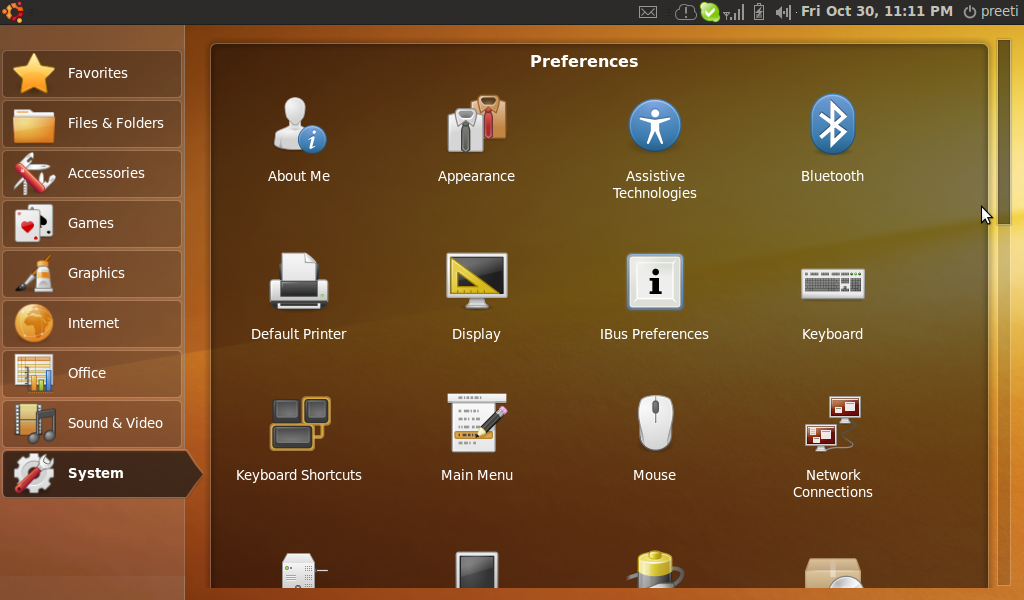 Fri Oct 30, 11:11 PM preeti
Favorites
Files & Folders
Accessories
Games
Graphics
Internet
Office
Sound & Video
System
Preferences
About Me
Appearance
Assistive
Technologies
Bluetooth
Default Printer
Display
IBus Preferences
Keyboard
Keyboard Shortcuts
Main Menu
Mouse
Network
Connections